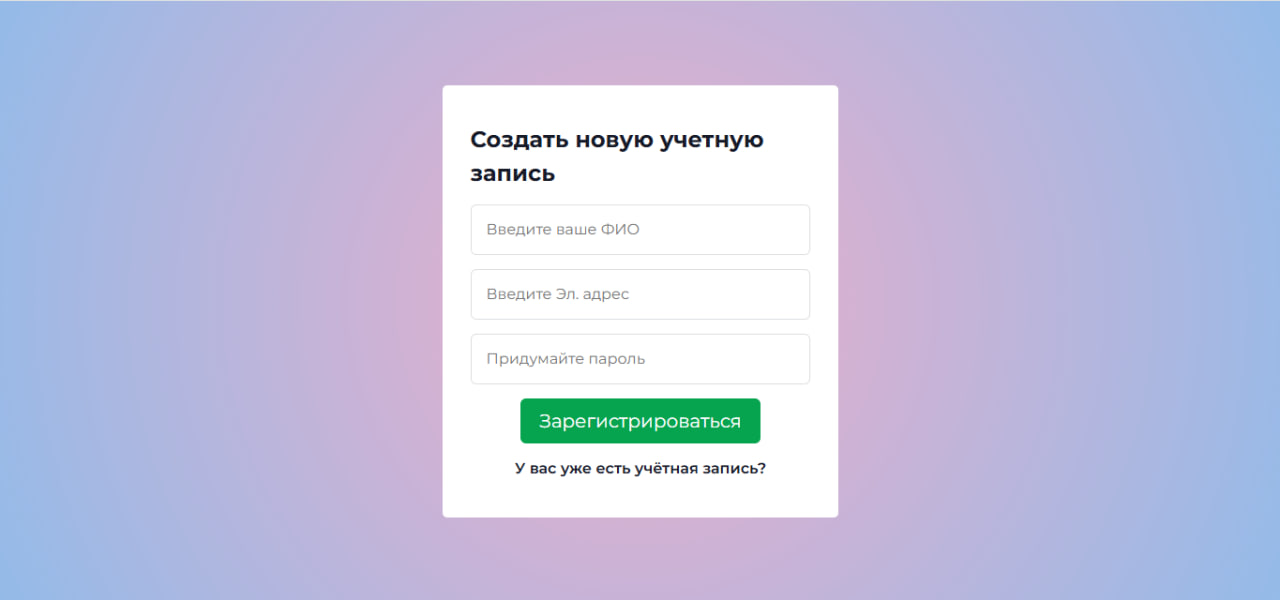 Создать новую учетную
запись
Введите ваше ФИО
Введите Эл. адрес
Придумайте пароль
Зарегистрироваться
У вас уже есть учётная запись?